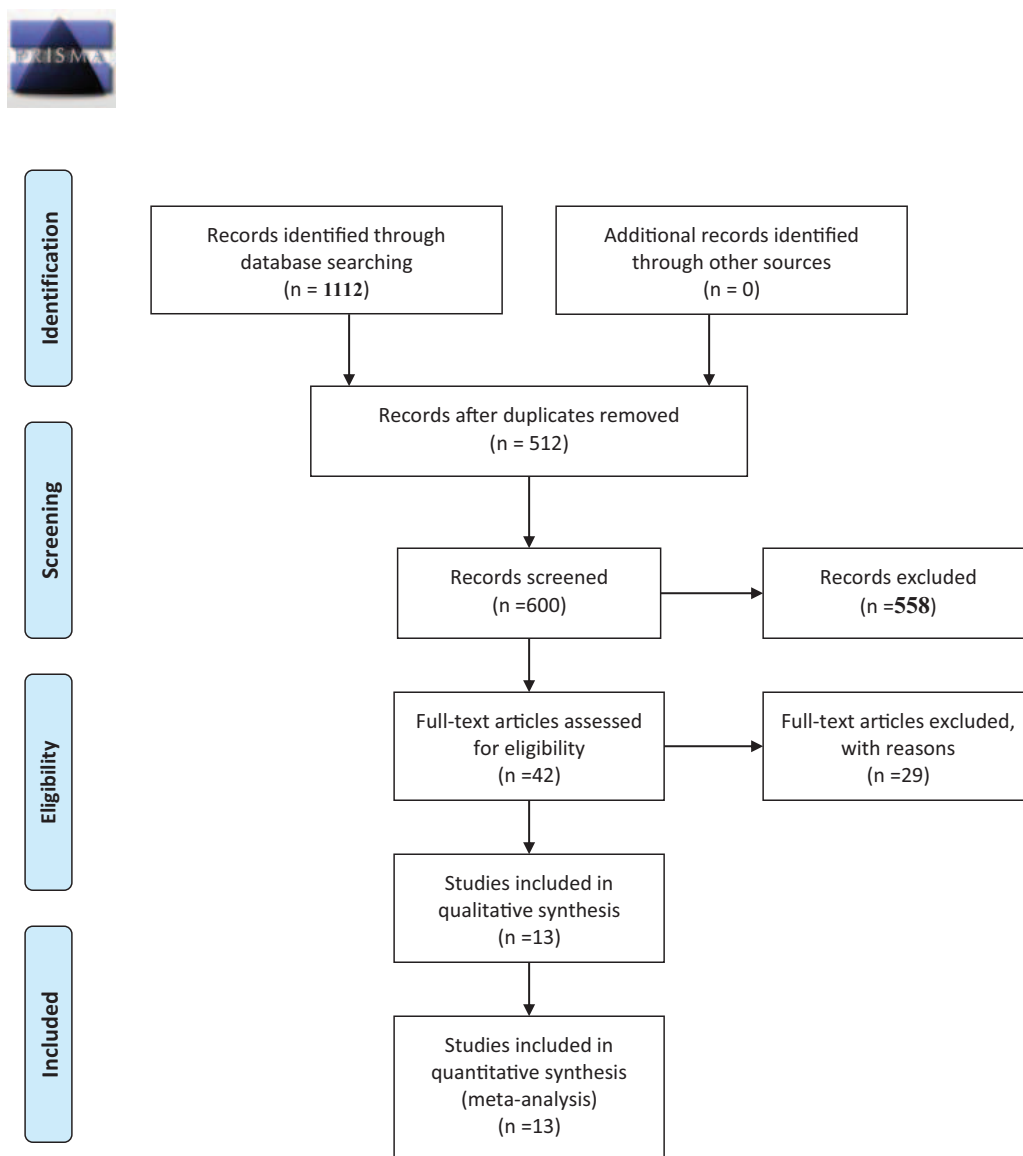 PRISMA
Identification
Records identified through
database searching
(n = 1112)
Additional records identified
through other sources
(n = 0)
Records after duplicates removed
(n = 512)
Screening
Records screened
(n =600)
Records excluded
(n =558)
Eligibility
Full-text articles assessed
for eligibility
(n =42)
Full-text articles excluded,
with reasons
(n =29)
Studies included in
qualitative synthesis
(n =13)
Included
Studies included in
quantitative synthesis
(meta-analysis)
(n =13)